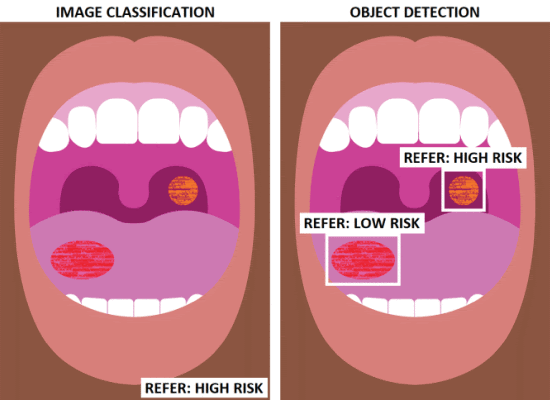 IMAGE CLASSIFICATION
OBJECT DETECTION
REFER: HIGH RISK
REFER: LOW RISK
REFER: HIGH RISK